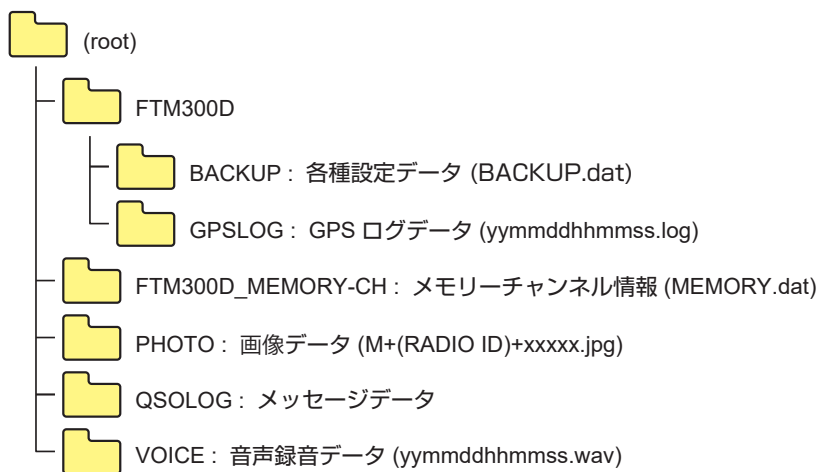 (root)
FTM300D
BACKUP : 各種設定データ (BACKUP.dat)
GPSLOG : GPS ログデータ (yymmddhhmmss.log)
FTM300D_MEMORY-CH : メモリーチャンネル情報 (MEMORY.dat)
PHOTO : 画像データ (M+(RADIO ID)+xxxxx.jpg)
QSOLOG : メッセージデータ
VOICE : 音声録音データ (yymmddhhmmss.wav)